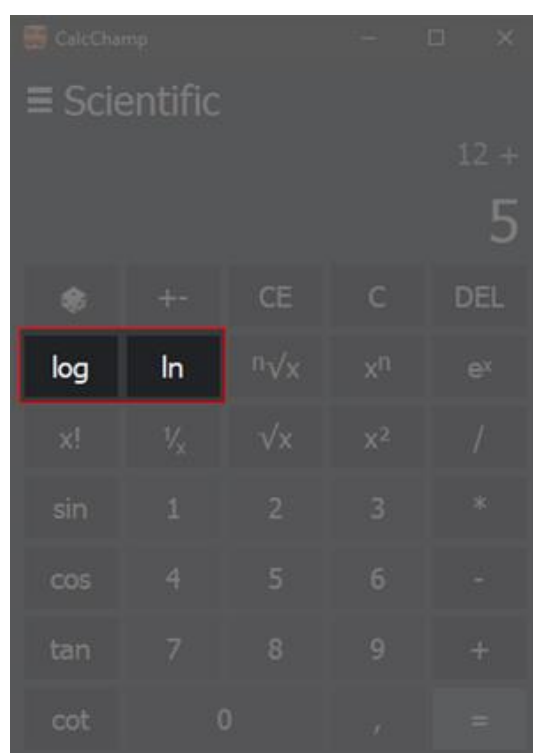 CalcChamp
≡ Scientific
12 +
5
+- CE C DEL
log ln ⁿ√x xⁿ eˣ
x! ¹/ₓ √x x² /
sin 1 2 3 *
cos 4 5 6 -
tan 7 8 9 +
cot 0 , =